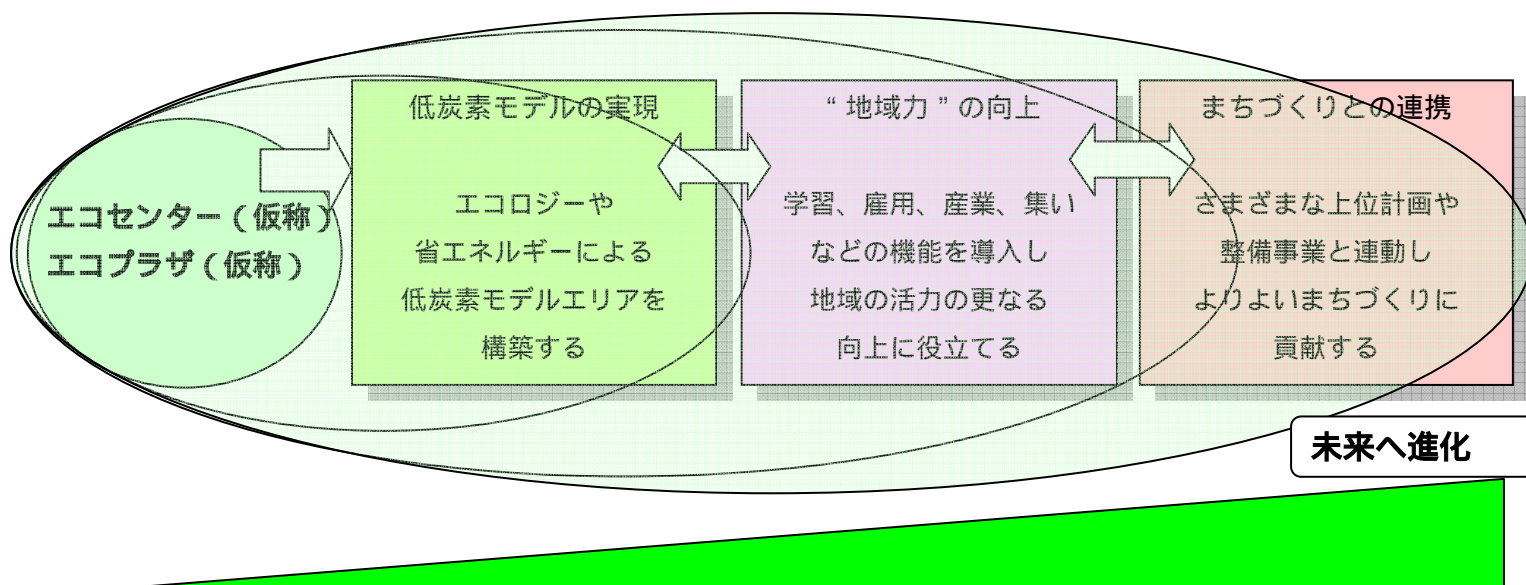 エコセンター（仮称）
エコプラザ（仮称）
低炭素モデルの実現
エコロジーや
省エネルギーによる
低炭素モデルエリアを
構築する
“地域力”の向上
学習、雇用、産業、集い
などの機能を導入し
地域の活力の更なる
向上に役立てる
まちづくりとの連携
さまざまな上位計画や
整備事業と連動し
よりよいまちづくりに
貢献する
未来へ進化